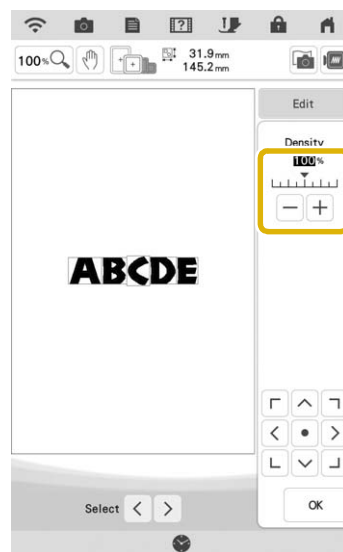 100% 31.9mm
145.2mm
Edit
Density
100%
ABCDE
Select
OK